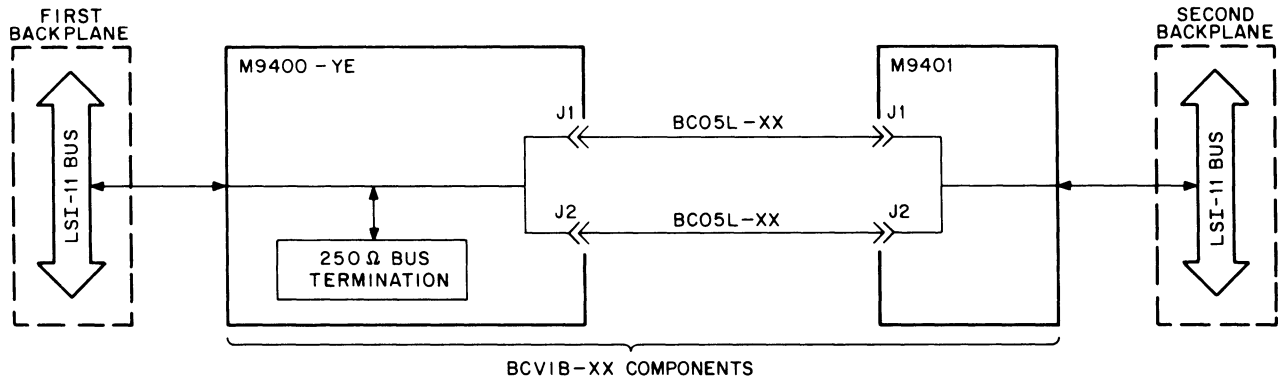 FIRST
BACKPLANE
LSI-11 BUS
M9400-YE
J1
J2
250 Ω BUS
TERMINATION
BC05L-XX
BC05L-XX
M9401
J1
J2
SECOND
BACKPLANE
LSI-11 BUS
BCV1B-XX COMPONENTS